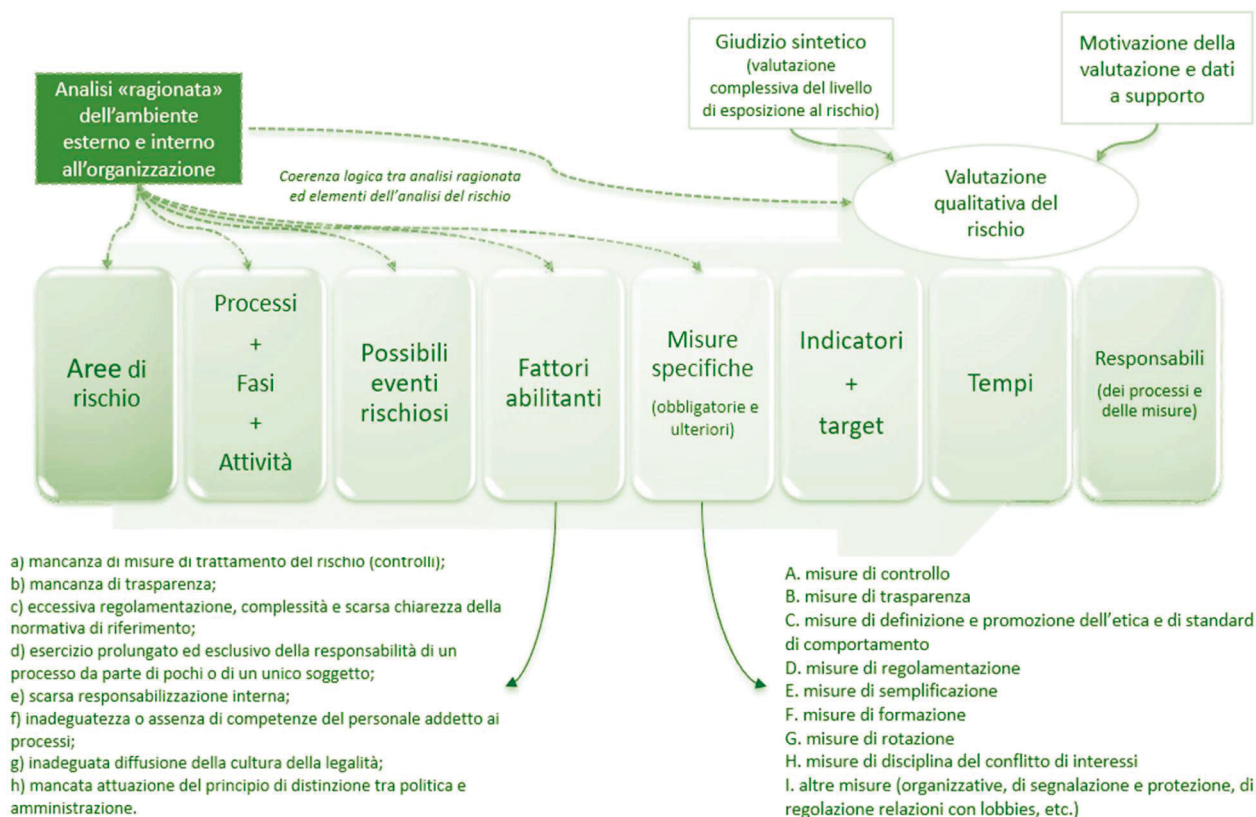 Giudizio sintetico
(valutazione
complessiva del livello
di esposizione al rischio)
Motivazione della
valutazione e dati
a supporto
Analisi «ragionata»
dell'ambiente
esterno e interno
all'organizzazione
Coerenza logica tra analisi ragionata
ed elementi dell'analisi del rischio
Valutazione
qualitativa del
rischio
Aree di
rischio
Processi
+
Fasi
+
Attività
Possibili
eventi
rischiosi
Fattori
abilitanti
Misure
specifiche
(obbligatorie e
ulteriori)
Indicatori
+
target
Tempi
Responsabili
(dei processi e
delle misure)
a) mancanza di misure di trattamento del rischio (controlli);
b) mancanza di trasparenza;
c) eccessiva regolamentazione, complessità e scarsa chiarezza della
normativa di riferimento;
d) esercizio prolungato ed esclusivo della responsabilità di un
processo da parte di pochi o di un unico soggetto;
e) scarsa responsabilizzazione interna;
f) inadeguatezza o assenza di competenze del personale addetto ai
processi;
g) inadeguata diffusione della cultura della legalità;
h) mancata attuazione del principio di distinzione tra politica e
amministrazione.
A. misure di controllo
B. misure di trasparenza
C. misure di definizione e promozione dell'etica e di standard
di comportamento
D. misure di regolamentazione
E. misure di semplificazione
F. misure di formazione
G. misure di rotazione
H. misure di disciplina del conflitto di interessi
I. altre misure (organizzative, di segnalazione e protezione, di
regolazione relazioni con lobbies, etc.)